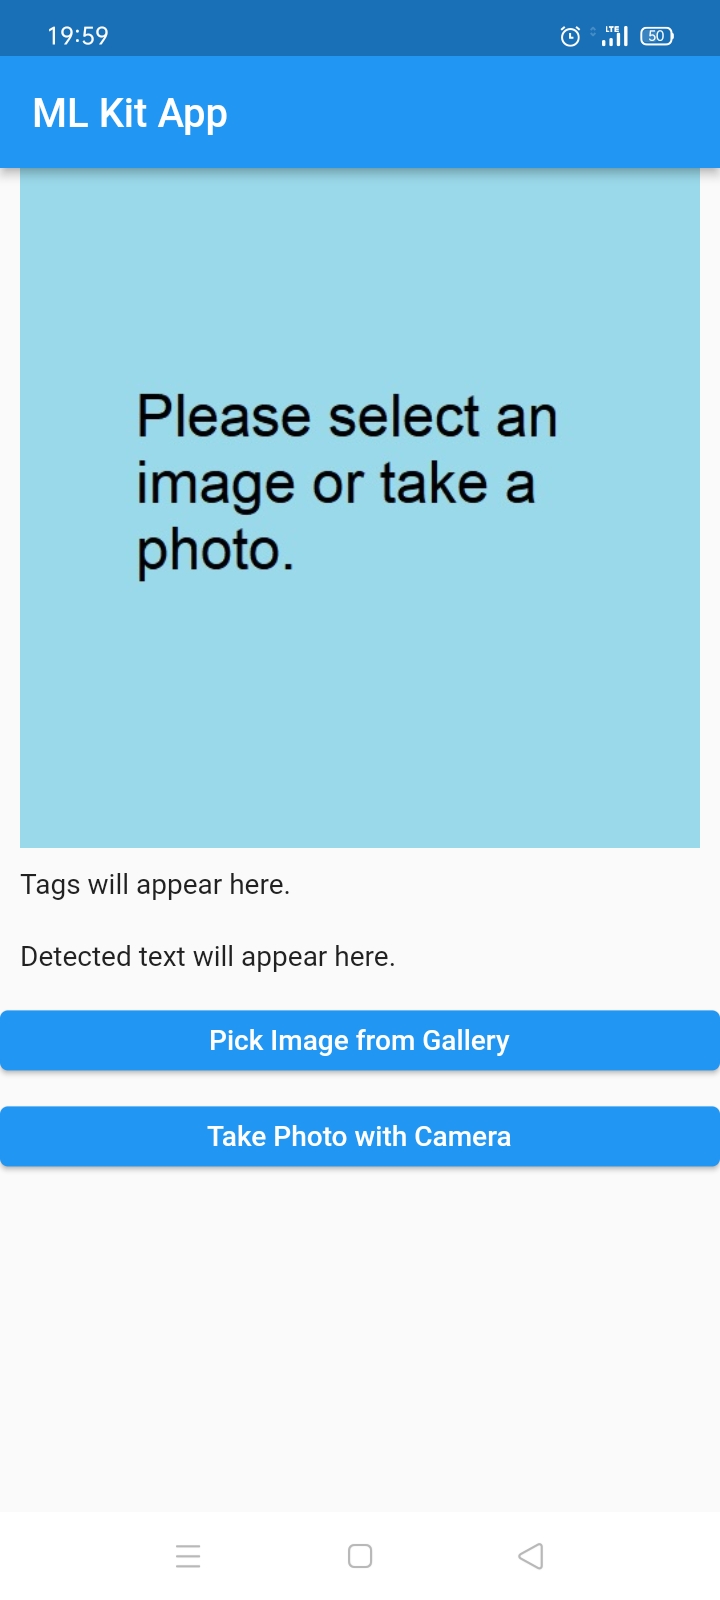 19:59
LTE
50
ML Kit App
Please select an
image or take a
photo.
Tags will appear here.
Detected text will appear here.
Pick Image from Gallery
Take Photo with Camera